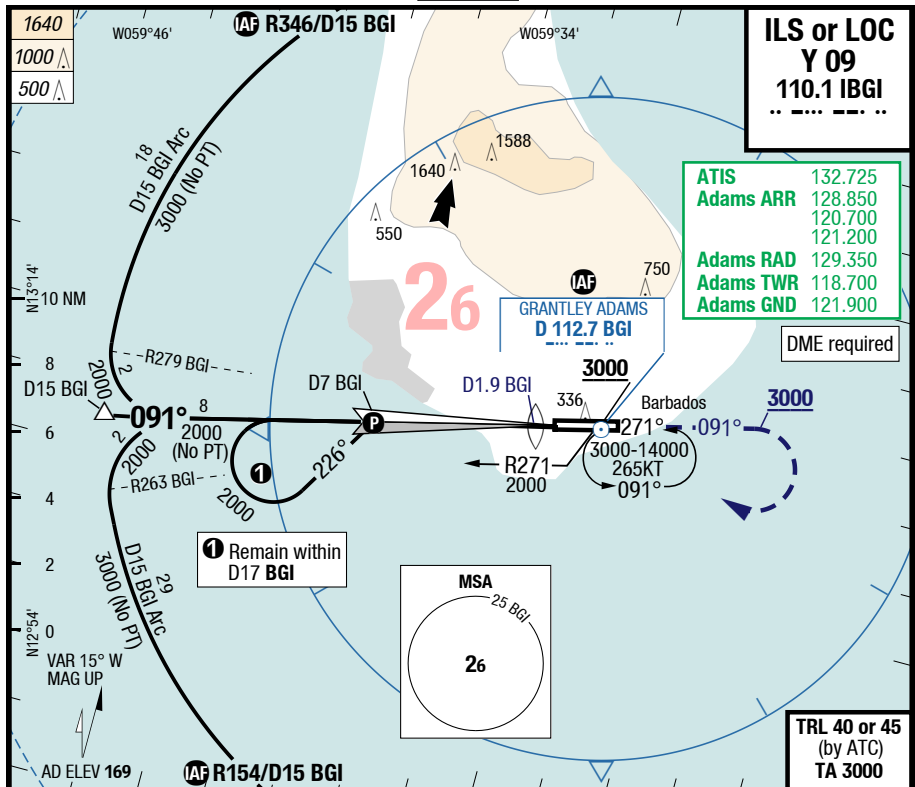 1640
1000
500
W059°46'
IAF R346/D15 BGI
W059°34'
ILS or LOC
Y 09
110.1 IBGI
ATIS 132.725
Adams ARR 128.850
120.700
121.200
Adams RAD 129.350
Adams TWR 118.700
Adams GND 121.900
DME required
18
D15 BGI Arc
3000 (No PT)
1588
1640
550
750
26
IAF
GRANTLEY ADAMS
D 112.7 BGI
N13°14'
10 NM
8
6
4
2
0
N12°54'
R279 BGI
D15 BGI
2
2000
091°
8
2000
(No PT)
2
2000
R263 BGI
D7 BGI
P
D1.9 BGI
3000
336
Barbados
271°
091°
3000
3000-14000
265KT
091°
R271
2000
226°
1
2000
1 Remain within
D17 BGI
29
D15 BGI Arc
3000 (No PT)
MSA
25 BGI
26
VAR 15° W
MAG UP
AD ELEV 169
IAF R154/D15 BGI
TRL 40 or 45
(by ATC)
TA 3000